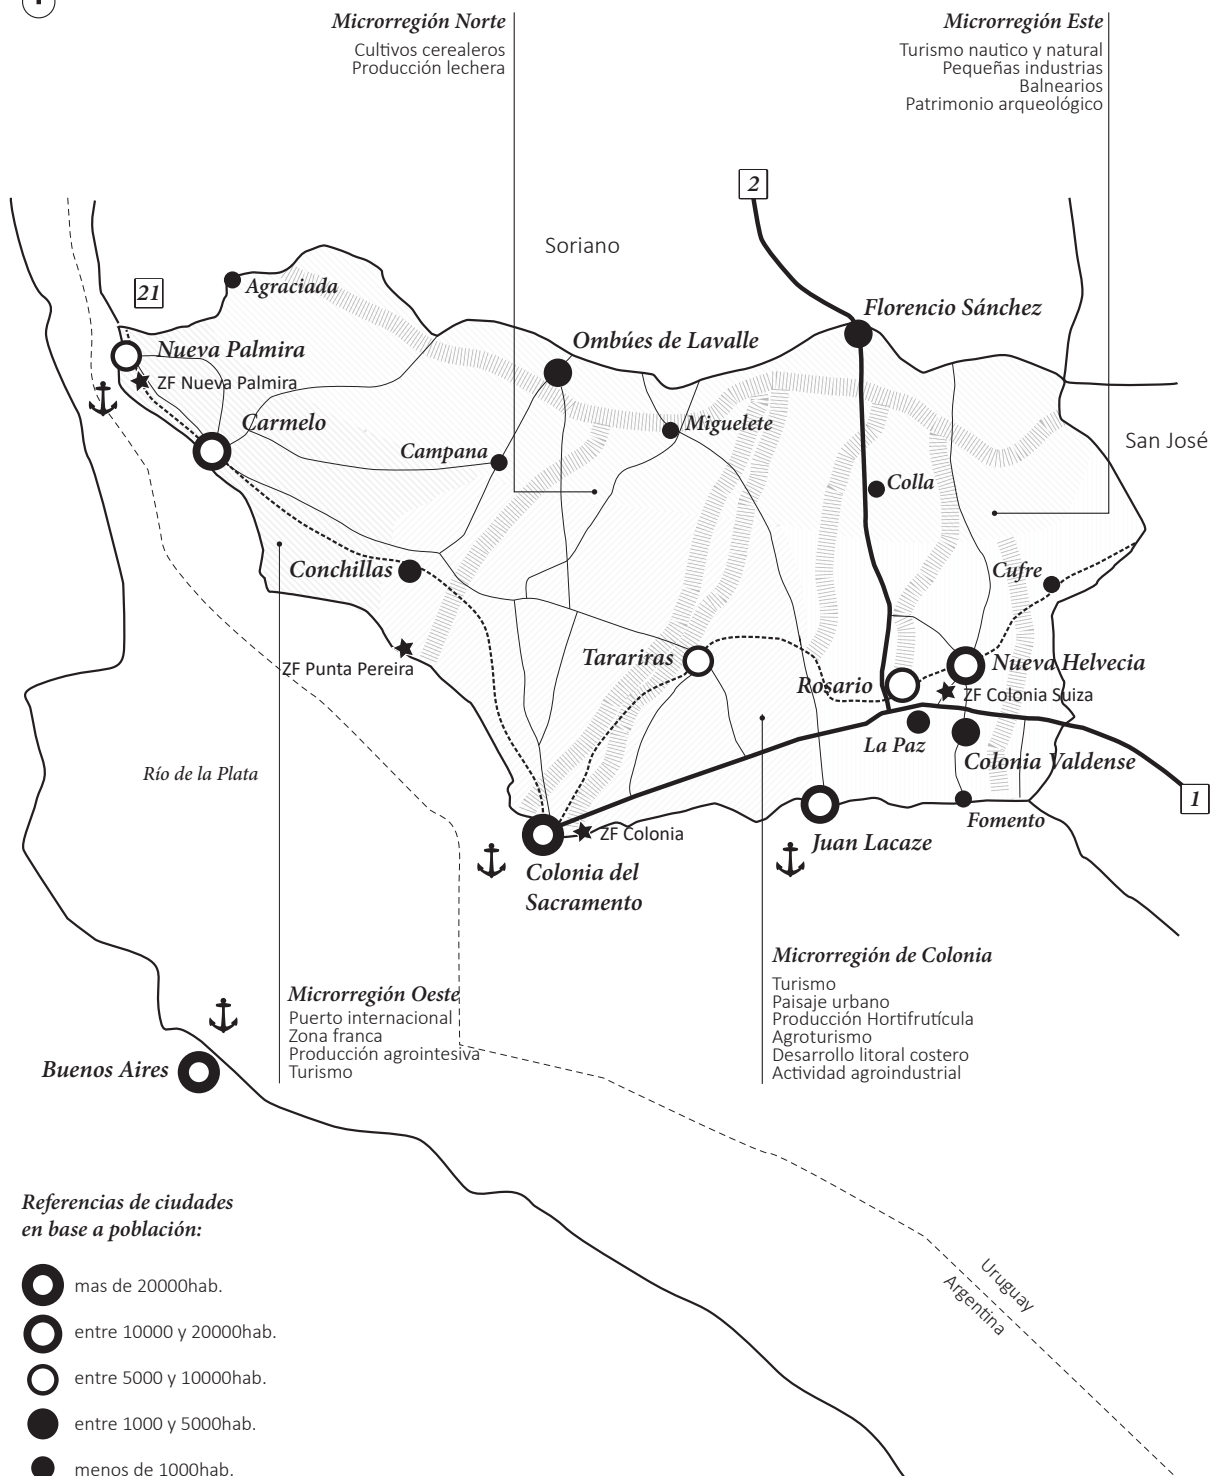 1
Microrregión Norte
Cultivos cerealeros
Producción lechera
Microrregión Este
Turismo nautico y natural
Pequeñas industrias
Balnearios
Patrimonio arqueológico
2
Soriano
21
Agraciada
Florencio Sánchez
Ombúes de Lavalle
Nueva Palmira
ZF Nueva Palmira
Carmelo
Miguelete
San José
Campana
Colla
Conchillas
Cufre
ZF Punta Pereira
Tarariras
Nueva Helvecia
Rosario
ZF Colonia Suiza
La Paz
Colonia Valdense
Río de la Plata
1
Fomento
ZF Colonia
Juan Lacaze
Colonia del
Sacramento
Microrregión de Colonia
Turismo
Paisaje urbano
Producción Hortifrutícula
Agroturismo
Desarrollo litoral costero
Actividad agroindustrial
Microrregión Oeste
Puerto internacional
Zona franca
Producción agrointesiva
Turismo
Buenos Aires
Referencias de ciudades
en base a población:
mas de 20000hab.
entre 10000 y 20000hab.
entre 5000 y 10000hab.
entre 1000 y 5000hab.
menos de 1000hab.
Uruguay
Argentina